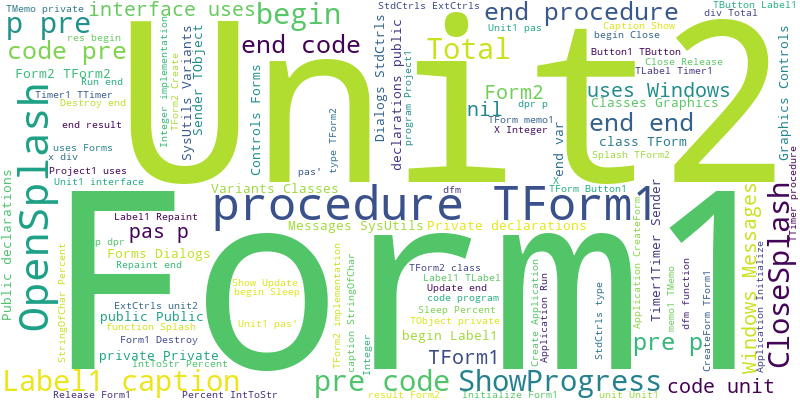 TMemo private
interface uses
begin
StdCtrls ExtCtrls
end procedure
Unit1 pas
Caption Show
TButton Label1
div Total
p pre
code pre
res begin
end code
Unit2
Total
begin Close
Button1 TButton
Close Release
TLabel Timer1
Form2 TForm2
Run end
Timer1 TTimer
Destroy end
Integer implementation
TForm2 Create
SysUtils Variants
Sender TObject
Controls Forms
Dialogs StdCtrls
declarations public
program Project1
Form2
nil
dpr p
uses Windows
Classes Graphics
Graphics Controls
end result
TForm memo1
X Integer
end end
end var
class TForm
Splash TForm2
uses Forms
x div
Project1 uses
Unit1 interface
OpenSplash
pas'
type TForm2
X
Variants Classes
dfm
TForm Button1
procedure TForm1
Form1
Public declarations
Label1 Repaint
pas p
Messages SysUtils
Private declarations
p dpr
Forms Dialogs
Repaint end
StringOfChar Percent
Show Update
begin Sleep
Unit1 pas'
TForm2 implementation
caption StringOfChar
TForm2 class
Label1 TLabel
Update end
code program
Sleep Percent
TObject private
begin Label1
Create Application
Application Run
StdCtrls type
Application CreateForm
Timer1Timer Sender
memo1 TMemo
dfm function
CreateForm TForm1
Windows Messages
Application Initialize
CloseSplash
TTimer procedure
ExtCtrls unit2
public Public
function Splash
Form1 Destroy
private Private
IntToStr Percent
Integer
TForm1
pre p
Label1 caption
pre code
ShowProgress
code unit
Release Form1
Percent IntToStr
result Form2
Initialize Form1
unit Unit1